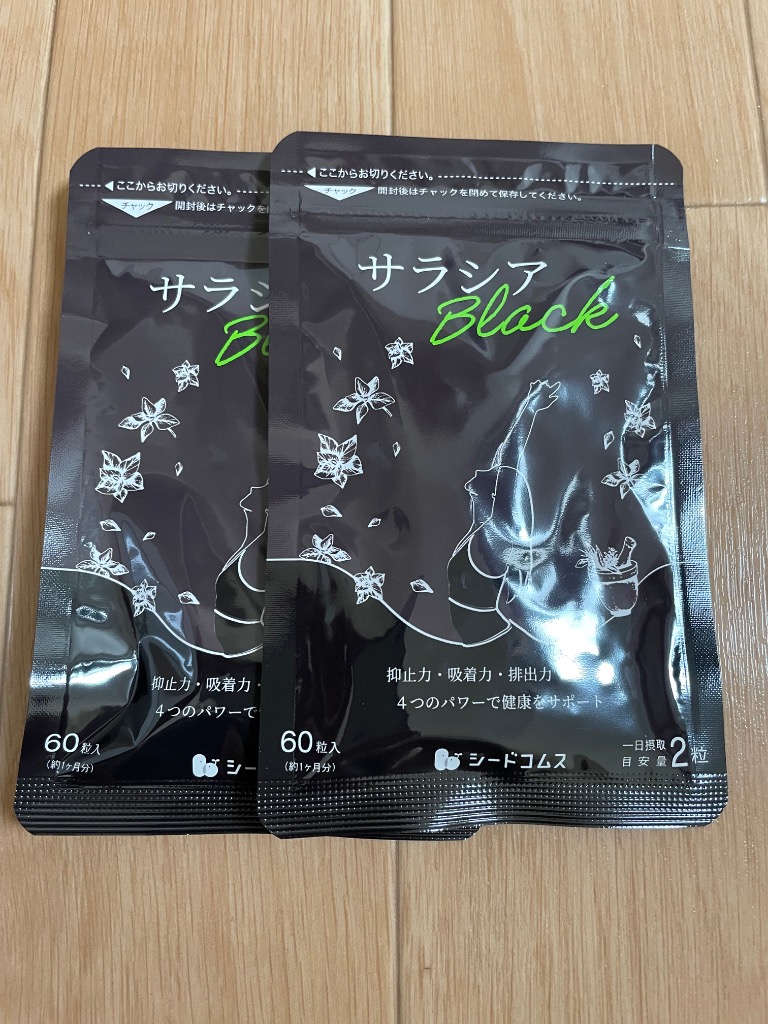 ここからお切りください。
チャック 開封後はチャックを
サラシ
60粒入
(約1ヶ月分)
抑止力・吸着力・
4つのパワーで
シー
ここからお切りください。
チャック 開封後はチャックを閉めて保存してください。
サラシア
Black
抑止力・吸着力・排出力
4つのパワーで健康をサポート
60粒入
(約1ヶ月分)
シードコムス
一日摂取
目安量 2粒